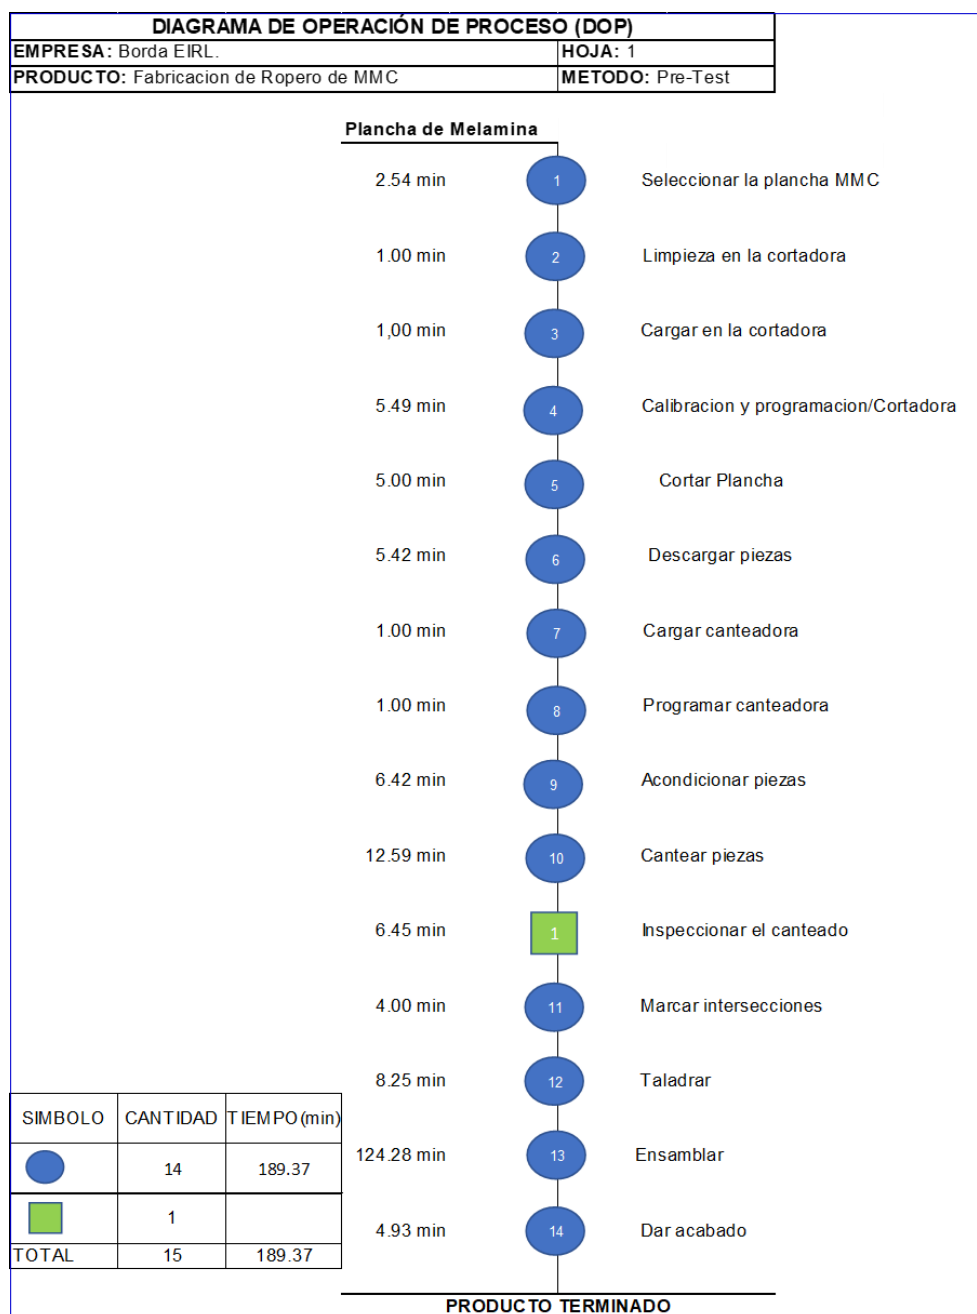 DIAGRAMA DE OPERACIÓN DE PROCESO (DOP)
EMPRESA: Borda EIRL. HOJA: 1
PRODUCTO: Fabricacion de Ropero de MMC METODO: Pre-Test
Plancha de Melamina
2.54 min 1 Seleccionar la plancha MMC
1.00 min 2 Limpieza en la cortadora
1,00 min 3 Cargar en la cortadora
5.49 min 4 Calibracion y programacion/Cortadora
5.00 min 5 Cortar Plancha
5.42 min 6 Descargar piezas
1.00 min 7 Cargar canteadora
1.00 min 8 Programar canteadora
6.42 min 9 Acondicionar piezas
12.59 min 10 Cantear piezas
6.45 min 1 Inspeccionar el canteado
4.00 min 11 Marcar intersecciones
8.25 min 12 Taladrar
124.28 min 13 Ensamblar
4.93 min 14 Dar acabado
SIMBOLO CANTIDAD TIEMPO(min)
14 189.37
1
TOTAL 15 189.37
PRODUCTO TERMINADO